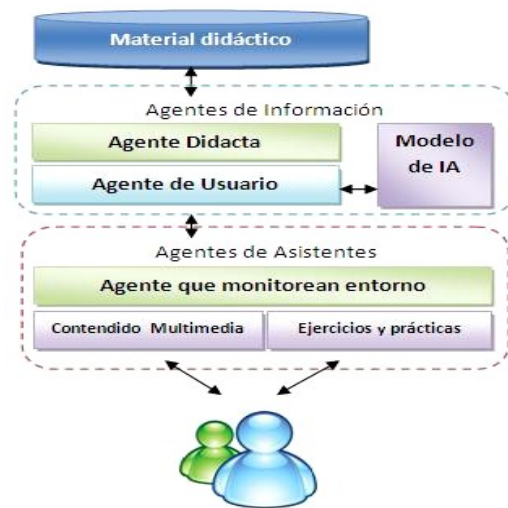 Material didáctico
Agentes de Información
Agente Didacta
Modelo
de IA
Agente de Usuario
Agentes de Asistentes
Agente que monitorean entorno
Contendido Multimedia
Ejercicios y prácticas